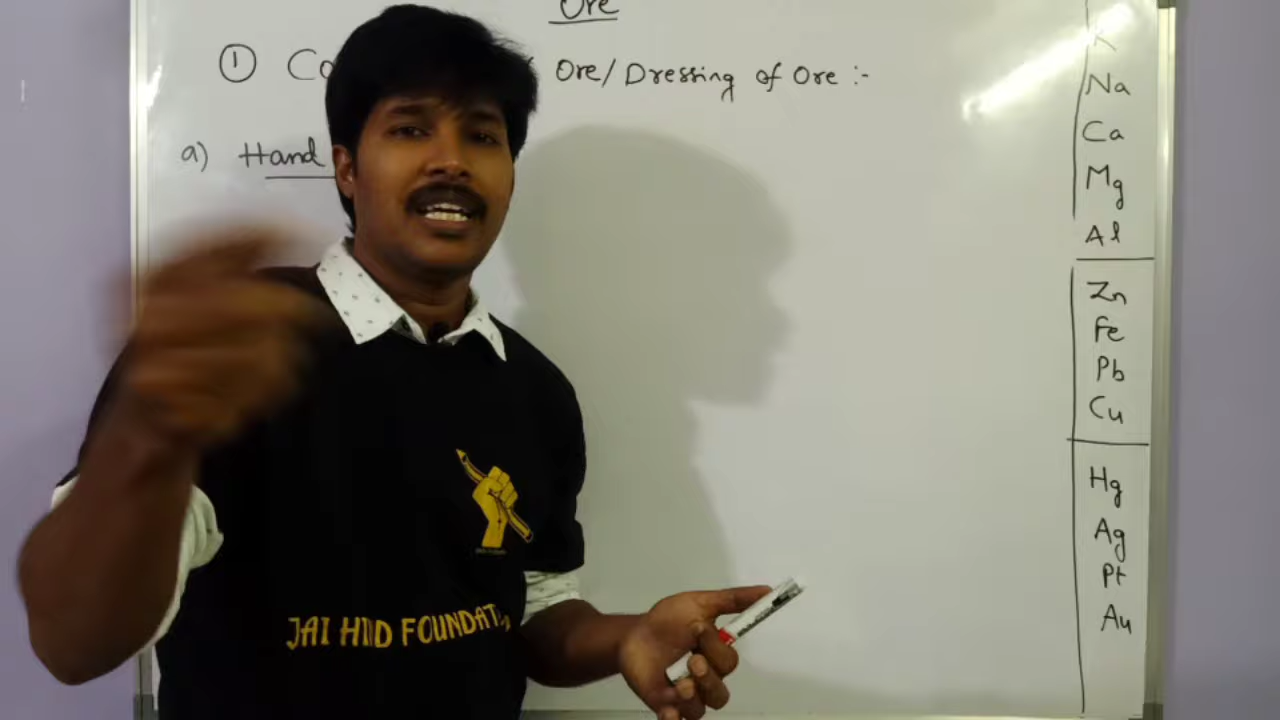 Ore
① Co Ore/Dressing of Ore :-
a) Hand
K
Na
Ca
Mg
Al
Zn
Fe
Pb
Cu
Hg
Ag
Pt
Au
JAI HIND FOUNDAT